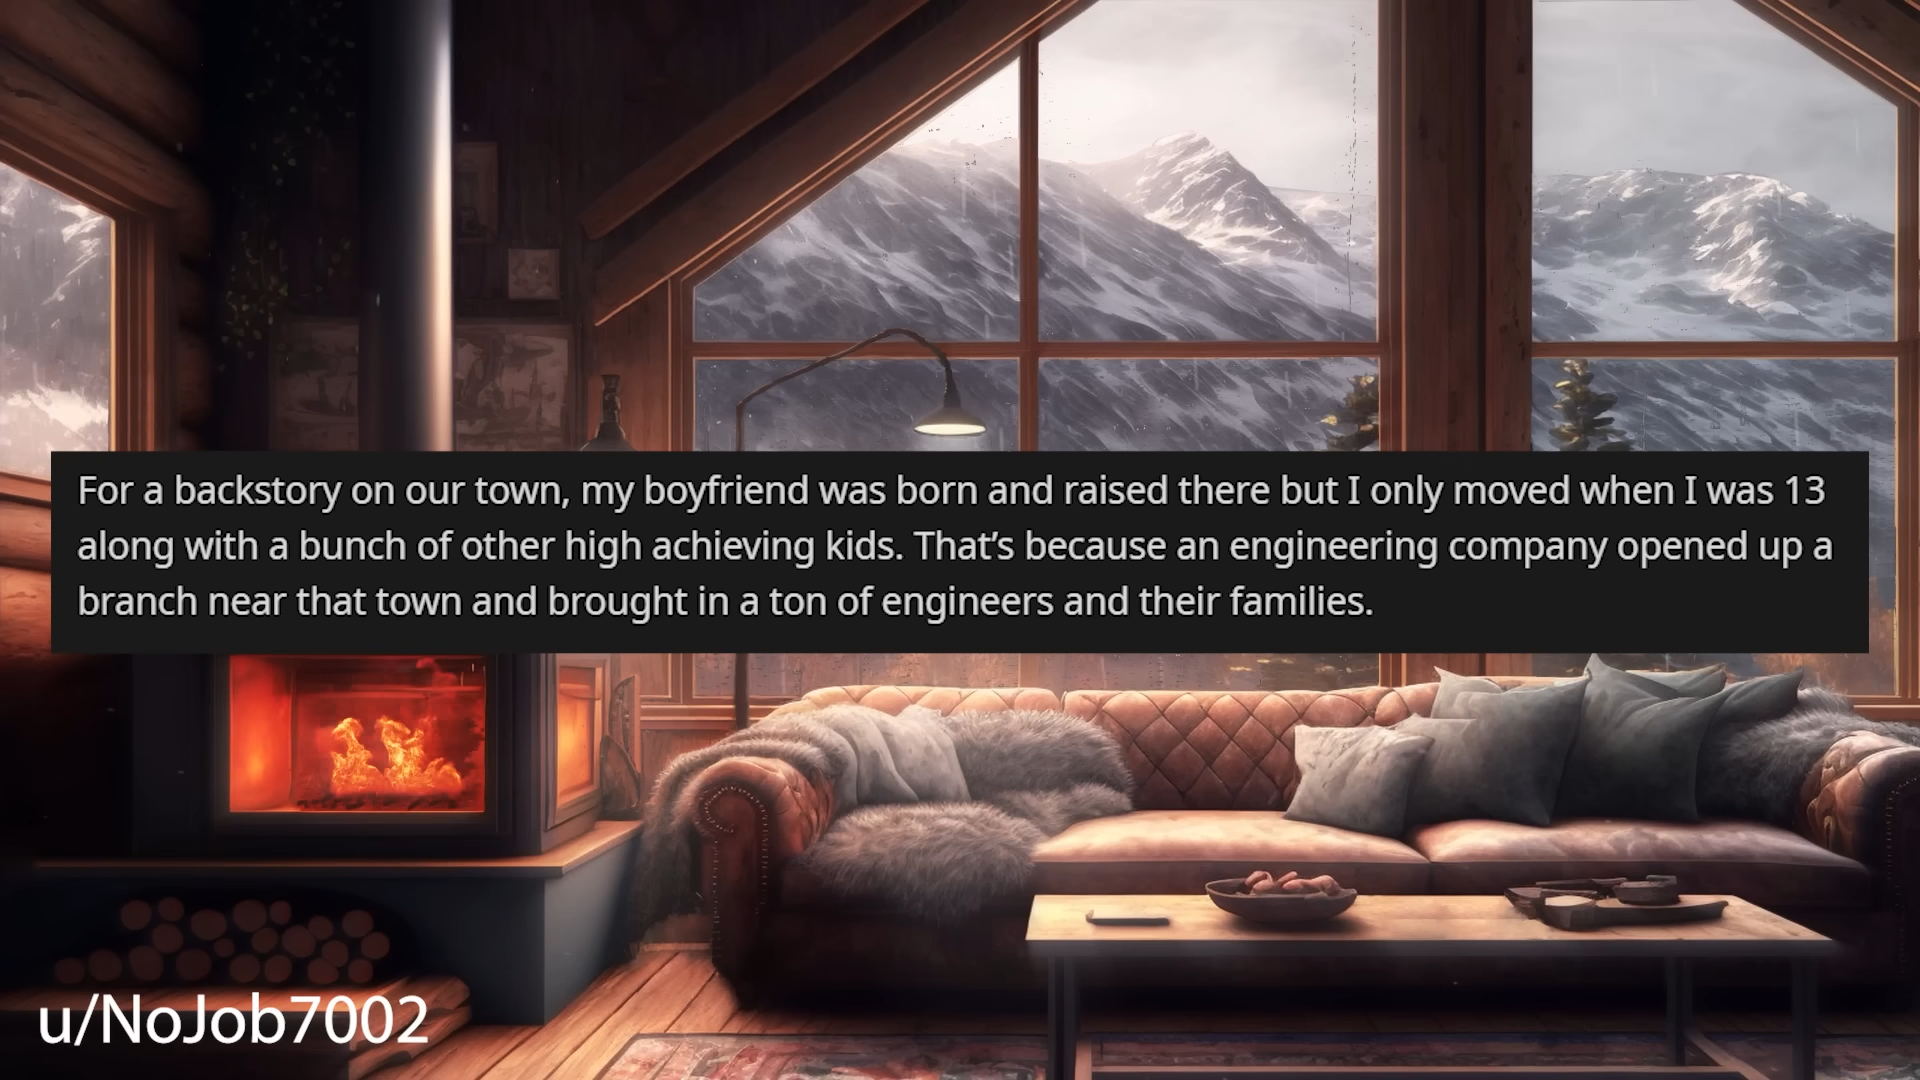 For a backstory on our town, my boyfriend was born and raised there but I only moved when I was 13
along with a bunch of other high achieving kids. That’s because an engineering company opened up a
branch near that town and brought in a ton of engineers and their families.
u/NoJob7002